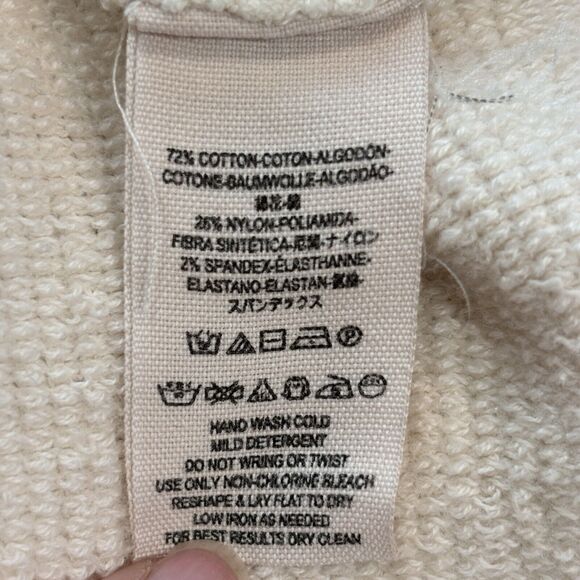 72% COTTON-COTON-ALGODÓN-
COTONE-BAUMWOLLE-ALGODÃO-
棉花-綿
26% NYLON-POLIAMIDA-
FIBRA SINTÉTICA-尼龍-ナイロン
2% SPANDEX-ÉLASTHANNE-
ELASTANO-ELASTAN-氨綸-
スパンデックス
HAND WASH COLD
MILD DETERGENT
DO NOT WRING OR TWIST
USE ONLY NON-CHLORING BLEACH
RESHAPE & LAY FLAT TO DRY
LOW IRON AS NEEDED
FOR BEST RESULTS DRY CLEAN